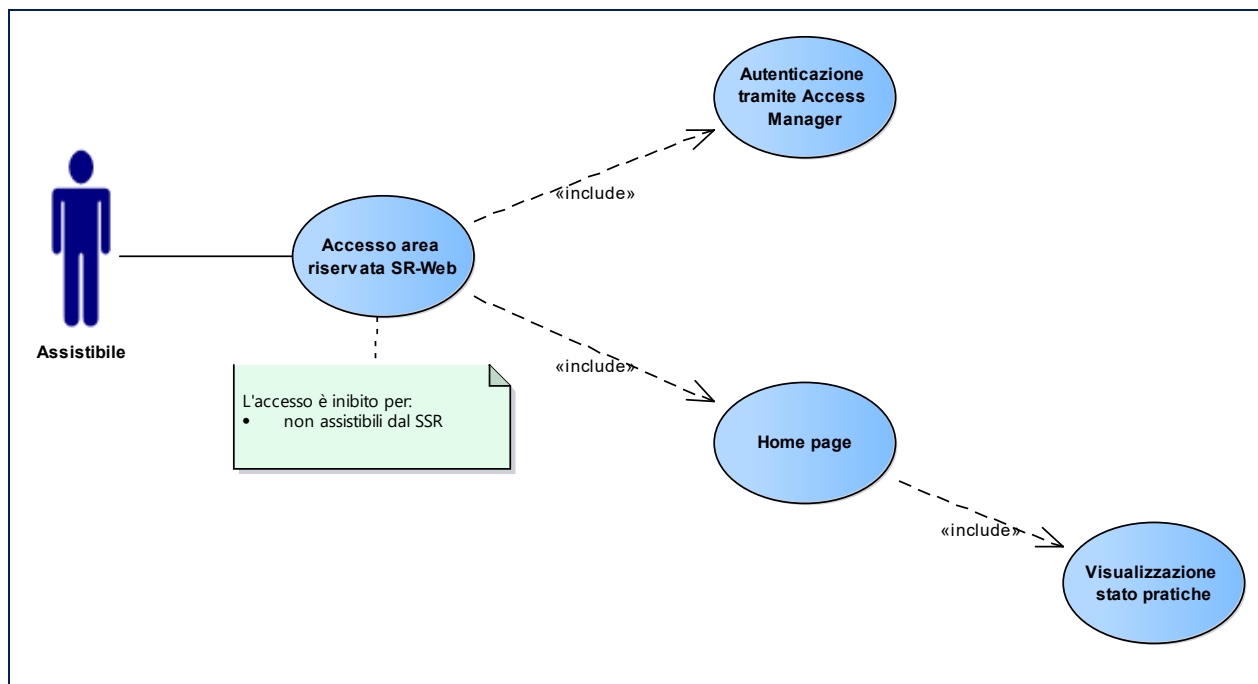 Autenticazione
tramite Access
Manager
«include»
Accesso area
riservata SR-Web
Assistibile
«include»
L'accesso è inibito per:
• non assistibili dal SSR
Home page
«include»
Visualizzazione
stato pratiche